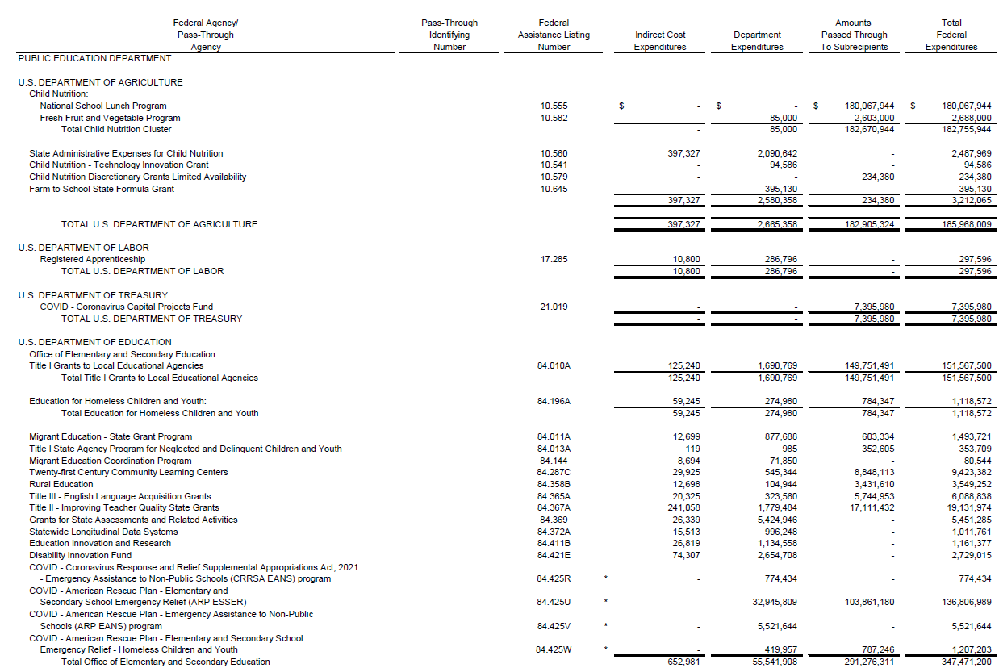 Federal Agency/ Pass-Through Federal Amounts Total
Pass-Through Identifying Assistance Listing Indirect Cost Department Passed Through Federal
Agency Number Number Expenditures Expenditures To Subrecipients Expenditures
PUBLIC EDUCATION DEPARTMENT
U.S. DEPARTMENT OF AGRICULTURE
Child Nutrition:
National School Lunch Program 10.555 $ - $ - $ 180,067,944 $ 180,067,944
Fresh Fruit and Vegetable Program 10.582 - 85,000 2,603,000 2,688,000
Total Child Nutrition Cluster - 85,000 182,670,944 182,755,944
State Administrative Expenses for Child Nutrition 10.560 397,327 2,090,642 - 2,487,969
Child Nutrition - Technology Innovation Grant 10.541 - 94,586 - 94,586
Child Nutrition Discretionary Grants Limited Availability 10.579 - - 234,380 234,380
Farm to School State Formula Grant 10.645 - 395,130 - 395,130
397,327 2,580,358 234,380 3,212,065
TOTAL U.S. DEPARTMENT OF AGRICULTURE 397,327 2,665,358 182,905,324 185,968,009
U.S. DEPARTMENT OF LABOR
Registered Apprenticeship 17.285 10,800 286,796 - 297,596
TOTAL U.S. DEPARTMENT OF LABOR 10,800 286,796 - 297,596
U.S. DEPARTMENT OF TREASURY
COVID - Coronavirus Capital Projects Fund 21.019 - - 7,395,980 7,395,980
TOTAL U.S. DEPARTMENT OF TREASURY - - 7,395,980 7,395,980
U.S. DEPARTMENT OF EDUCATION
Office of Elementary and Secondary Education:
Title I Grants to Local Educational Agencies 84.010A 125,240 1,690,769 149,751,491 151,567,500
Total Title I Grants to Local Educational Agencies 125,240 1,690,769 149,751,491 151,567,500
Education for Homeless Children and Youth: 84.196A 59,245 274,980 784,347 1,118,572
Total Education for Homeless Children and Youth 59,245 274,980 784,347 1,118,572
Migrant Education - State Grant Program 84.011A 12,699 877,688 603,334 1,493,721
Title I State Agency Program for Neglected and Delinquent Children and Youth 84.013A 119 985 352,605 353,709
Migrant Education Coordination Program 84.144 8,694 71,850 - 80,544
Twenty-first Century Community Learning Centers 84.287C 29,925 545,344 8,848,113 9,423,382
Rural Education 84.358B 12,698 104,944 3,431,610 3,549,252
Title III - English Language Acquisition Grants 84.365A 20,325 323,560 5,744,953 6,088,838
Title II - Improving Teacher Quality State Grants 84.367A 241,058 1,779,484 17,111,432 19,131,974
Grants for State Assessments and Related Activities 84.369 26,339 5,424,946 - 5,451,285
Statewide Longitudinal Data Systems 84.372A 15,513 996,248 - 1,011,761
Education Innovation and Research 84.411B 26,819 1,134,558 - 1,161,377
Disability Innovation Fund 84.421E 74,307 2,654,708 - 2,729,015
COVID - Coronavirus Response and Relief Supplemental Appropriations Act, 2021
- Emergency Assistance to Non-Public Schools (CRRSA EANS) program 84.425R * - 774,434 - 774,434
COVID - American Rescue Plan - Elementary and
Secondary School Emergency Relief (ARP ESSER) 84.425U * - 32,945,809 103,861,180 136,806,989
COVID - American Rescue Plan - Emergency Assistance to Non-Public
Schools (ARP EANS) program 84.425V * - 5,521,644 - 5,521,644
COVID - American Rescue Plan - Elementary and Secondary School
Emergency Relief - Homeless Children and Youth 84.425W * - 419,957 787,246 1,207,203
Total Office of Elementary and Secondary Education 652,981 55,541,908 291,276,311 347,471,200